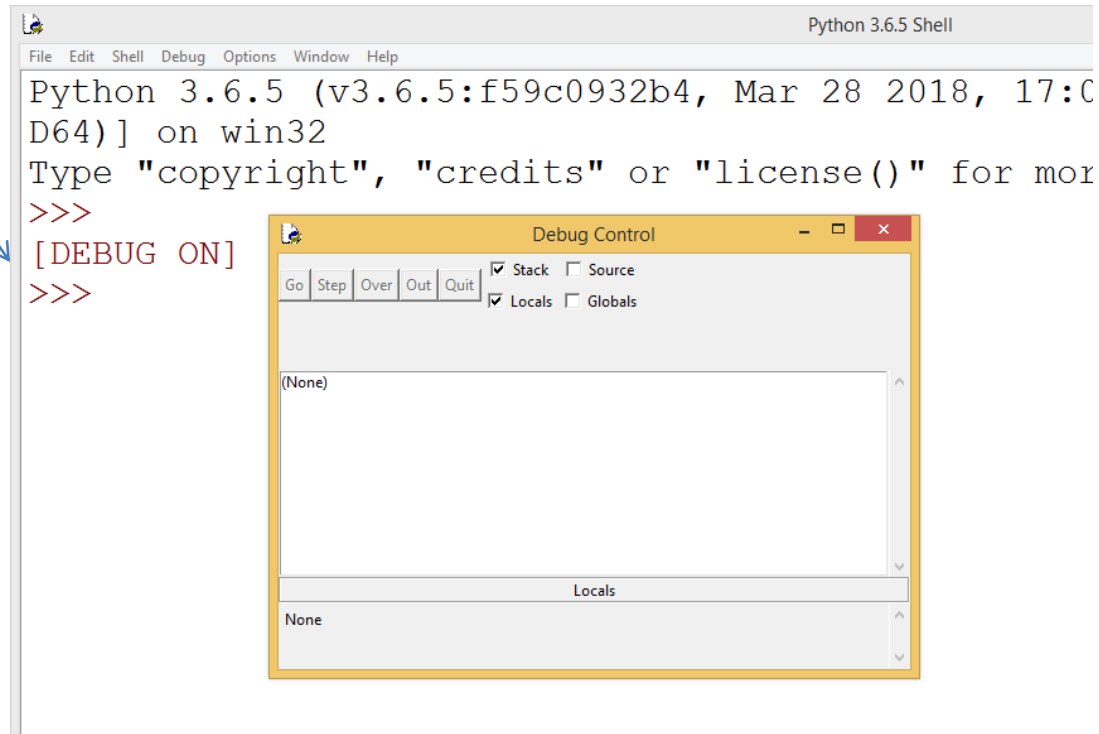 Python 3.6.5 Shell
File Edit Shell Debug Options Window Help
Python 3.6.5 (v3.6.5:f59c0932b4, Mar 28 2018, 17:0
D64)] on win32
Type "copyright", "credits" or "license()" for mor
>>>
[DEBUG ON]
>>>
Debug Control
Go Step Over Out Quit
Stack Source
Locals Globals
(None)
Locals
None